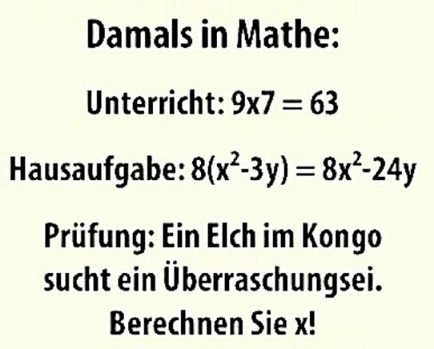 Damals in Mathe:
Unterricht: 9x7 = 63
Hausaufgabe: 8(x²-3y) = 8x²-24y
Prüfung: Ein Elch im Kongo
sucht ein Überraschungsei.
Berechnen Sie x!